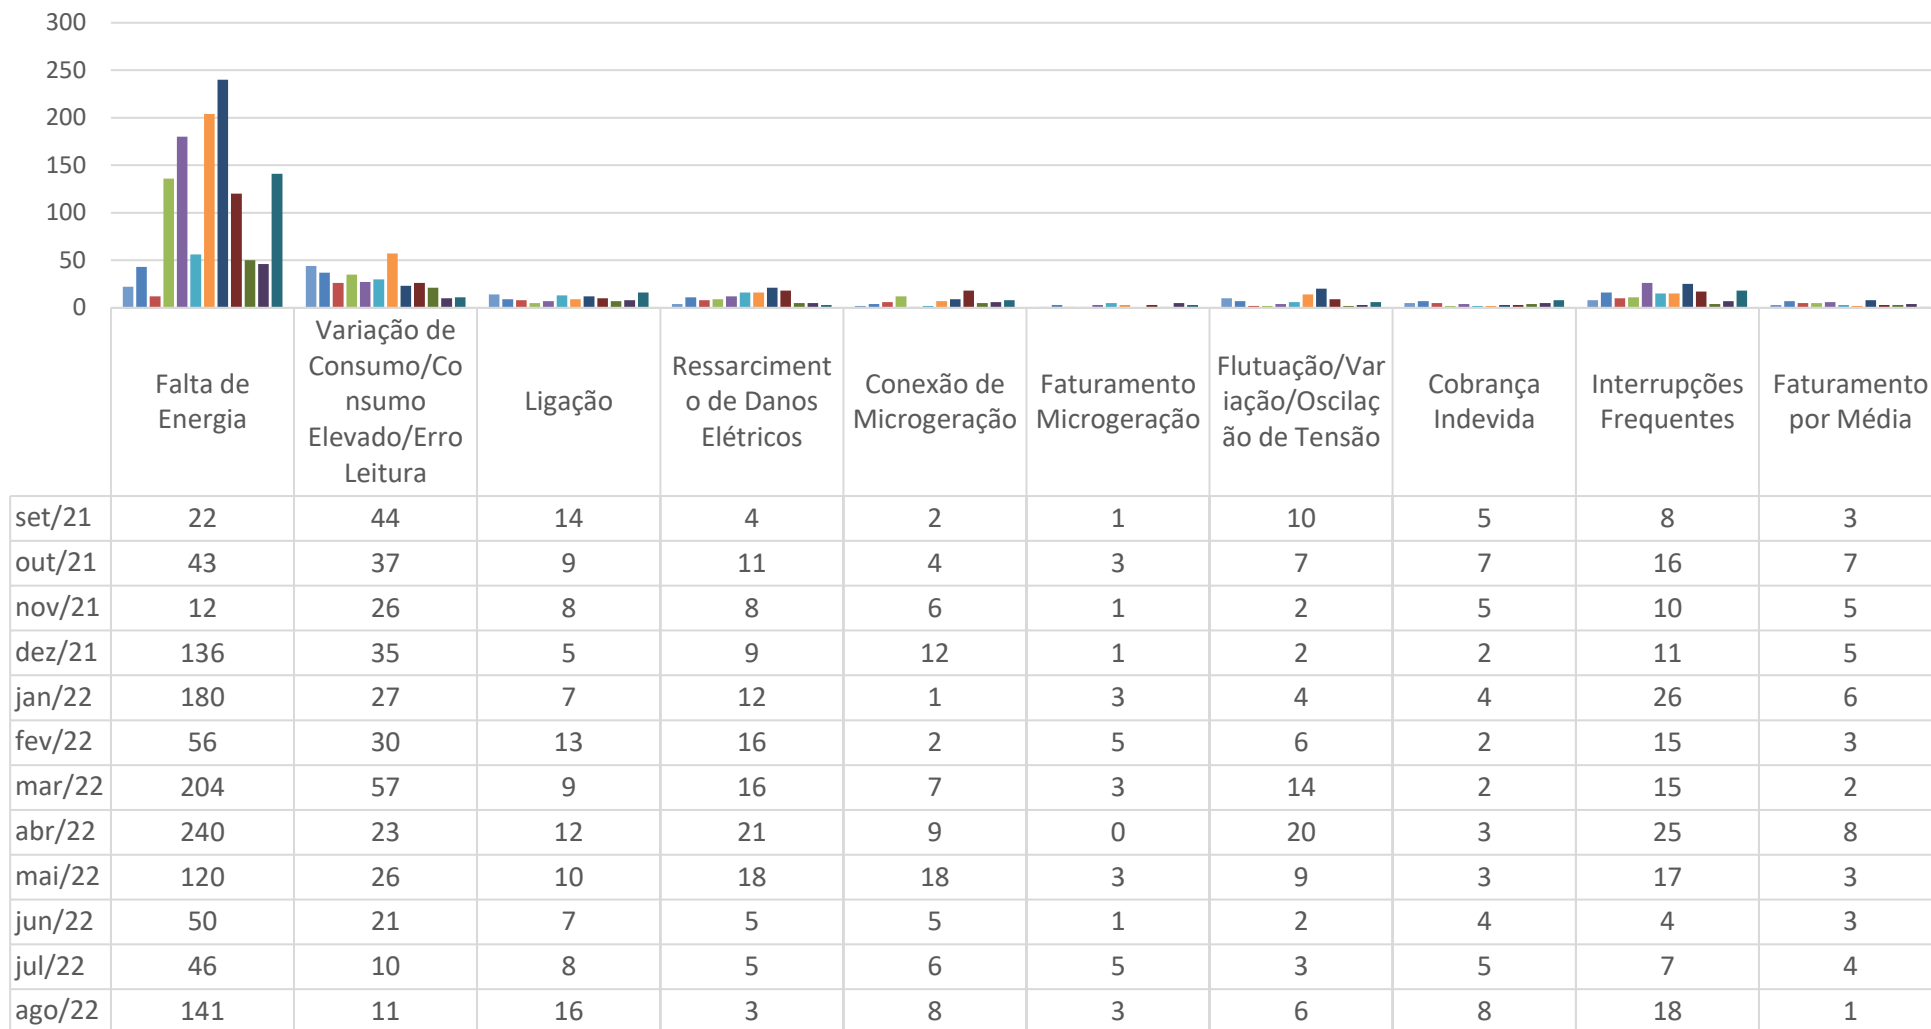 300
250
200
150
100
50
0
Falta de
Energia
Variação de
Consumo/Co
nsumo
Elevado/Erro
Leitura
Ligação
Ressarciment
o de Danos
Elétricos
Conexão de
Microgeração
Faturamento
Microgeração
Flutuação/Var
iação/Oscilaç
ão de Tensão
Cobrança
Indevida
Interrupções
Frequentes
Faturamento
por Média
set/21 22 44 14 4 2 1 10 5 8 3
out/21 43 37 9 11 4 3 7 7 16 7
nov/21 12 26 8 8 6 1 2 5 10 5
dez/21 136 35 5 9 12 1 2 2 11 5
jan/22 180 27 7 12 1 3 4 4 26 6
fev/22 56 30 13 16 2 5 6 2 15 3
mar/22 204 57 9 16 7 3 14 2 15 2
abr/22 240 23 12 21 9 0 20 3 25 8
mai/22 120 26 10 18 18 3 9 3 17 3
jun/22 50 21 7 5 5 1 2 4 4 3
jul/22 46 10 8 5 6 5 3 5 7 4
ago/22 141 11 16 3 8 3 6 8 18 1